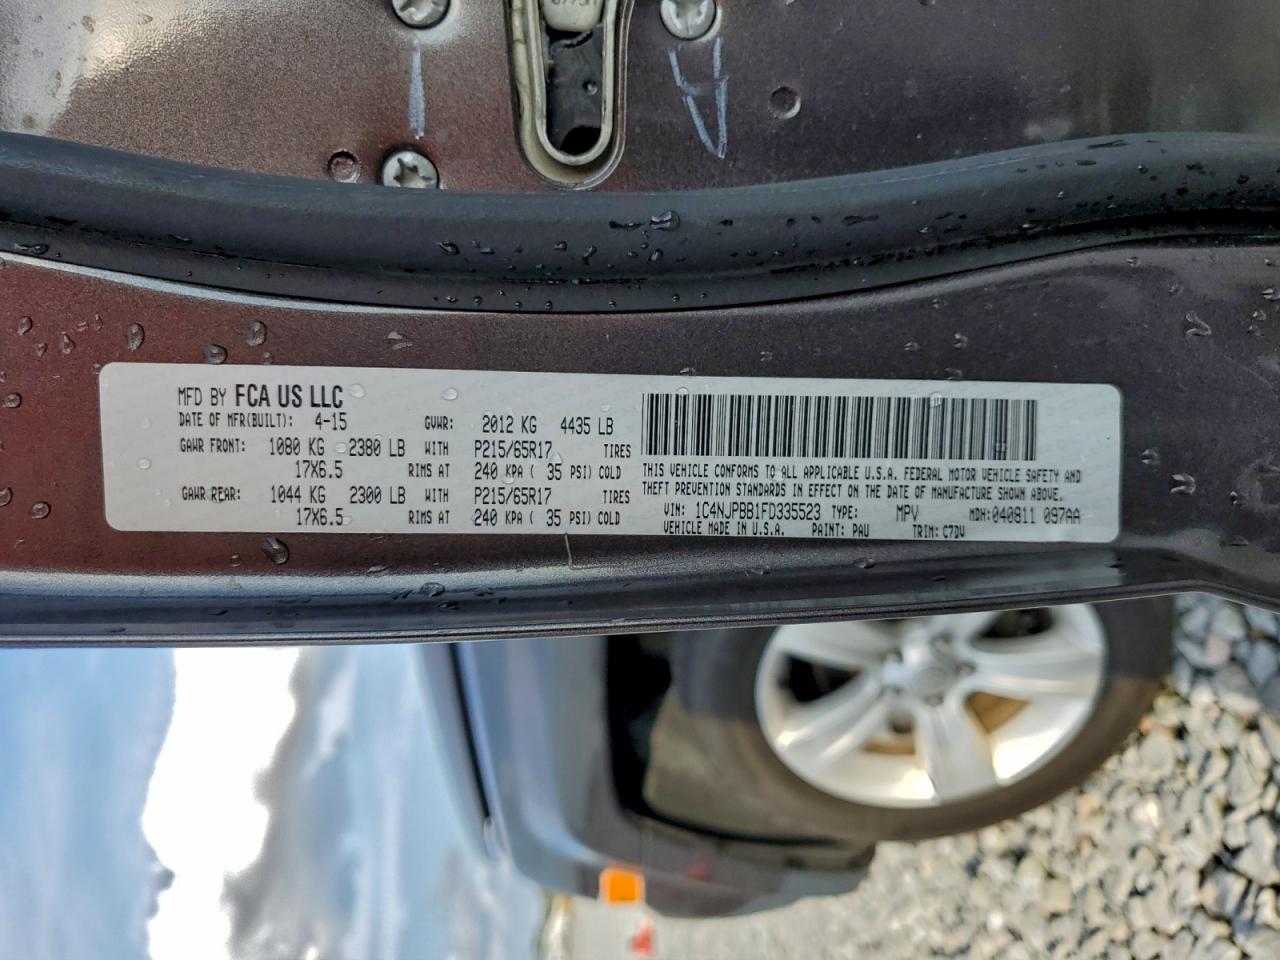 MFD BY FCA US LLC
DATE OF MFR(BUILT): 4-15 GVWR: 2012 KG 4435 LB
GAWR FRONT: 1080 KG 2380 LB WITH P215/65R17 TIRES
17X6.5 RIMS AT 240 KPA ( 35 PSI) COLD
GAWR REAR: 1044 KG 2300 LB WITH P215/65R17 TIRES
17X6.5 RIMS AT 240 KPA ( 35 PSI) COLD
THIS VEHICLE CONFORMS TO ALL APPLICABLE U.S.A. FEDERAL MOTOR VEHICLE SAFETY AND
THEFT PREVENTION STANDARDS IN EFFECT ON THE DATE OF MANUFACTURE SHOWN ABOVE.
VIN: 1C4NJPBB1FD335523 TYPE: MPV MDH: 040811 097AA
VEHICLE MADE IN U.S.A. PAINT: PAU TRIM: C7DV